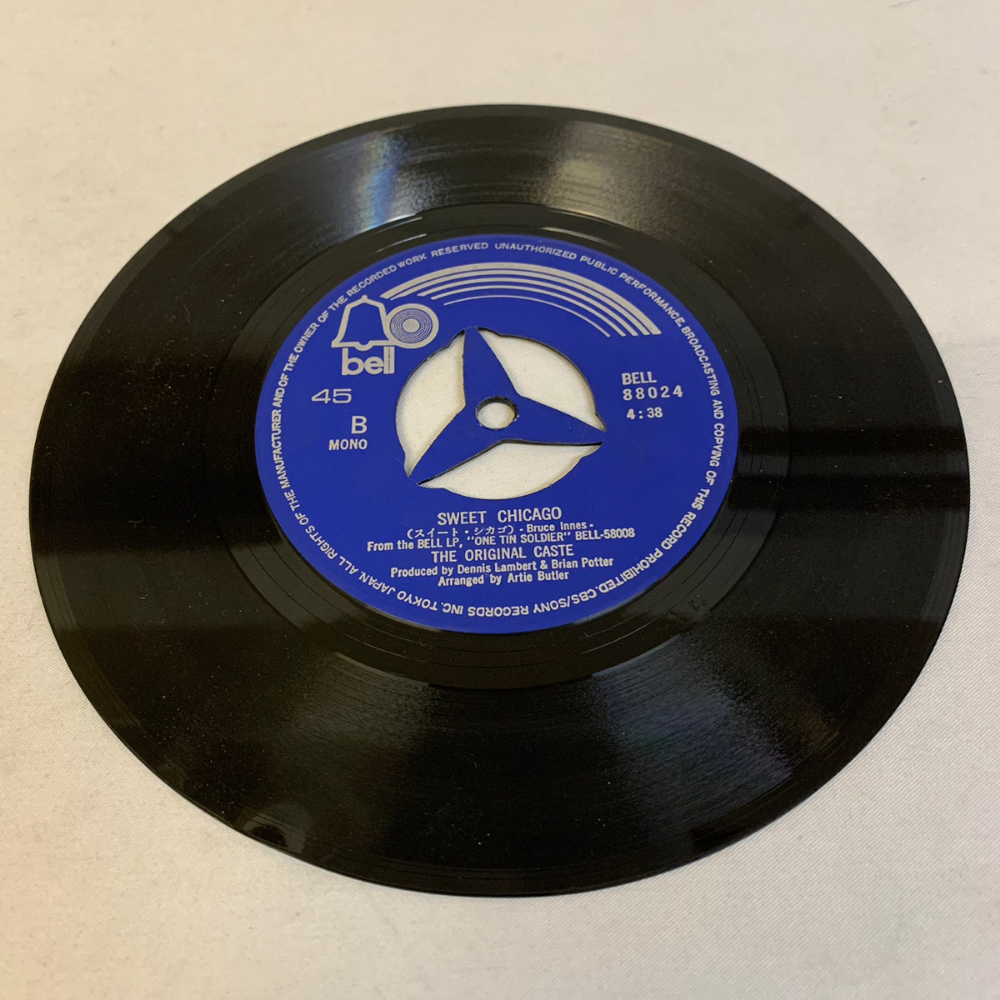 ALL RIGHTS OF THE MANUFACTURER AND OF THE OWNER OF THE RECORDED WORK RESERVED UNAUTHORIZED PUBLIC PERFORMANCE. BROADCASTING AND COPYING OF THIS RECORD PROHIBITED. CBS/SONY RECORDS INC. TOKYO JAPAN
bell
45
B
MONO
BELL
88024
4:38
SWEET CHICAGO
(スイート・シカゴ) - Bruce Innes -
From the BELL LP, "ONE TIN SOLDIER" BELL-58008
THE ORIGINAL CASTE
Produced by Dennis Lambert & Brian Potter
Arranged by Artie Butler